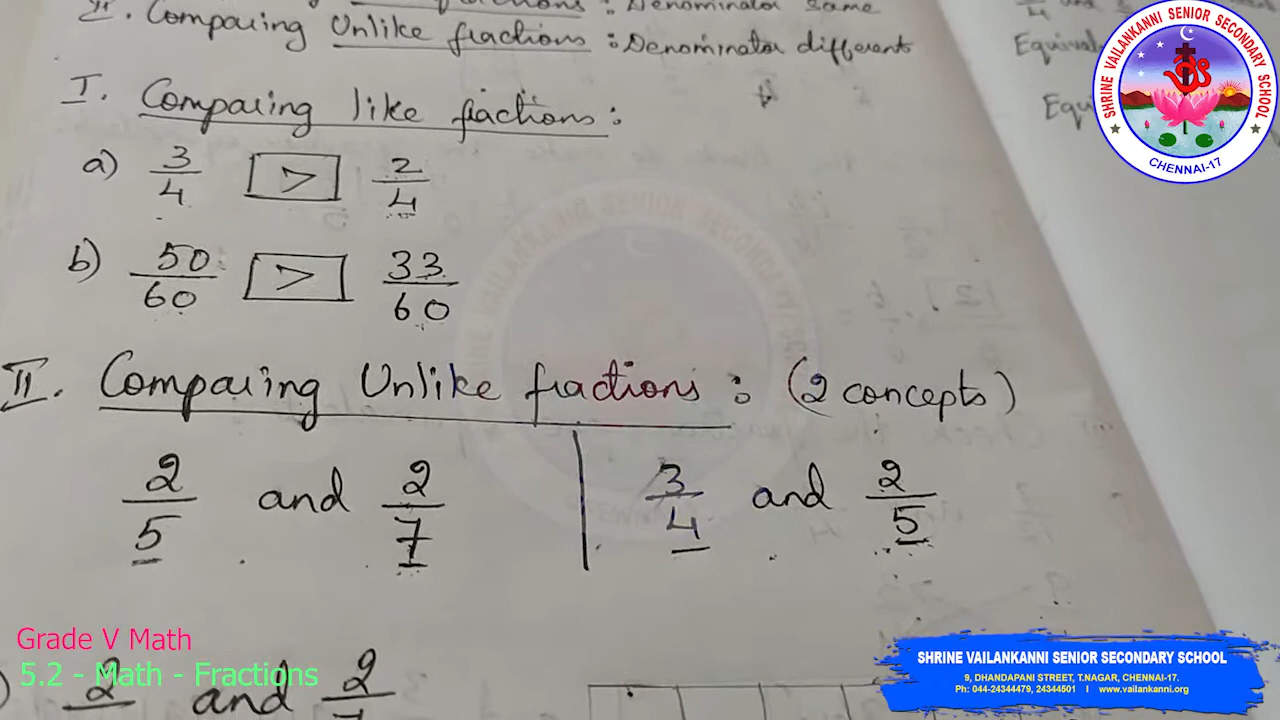 II. Comparing Unlike fractions : Denominator different
I. Comparing like fractions :
a) 3/4 > 2/4
b) 50/60 > 33/60
II. Comparing Unlike fractions : (2 concepts)
2/5 and 2/7 | 3/4 and 2/5
2 and 2
SHRINE VAILANKANNI SENIOR SECONDARY SCHOOL
CHENNAI-17
Grade V Math
5.2 - Math - Fractions
SHRINE VAILANKANNI SENIOR SECONDARY SCHOOL
9, DHANDAPANI STREET, T.NAGAR, CHENNAI-17.
Ph: 044-24344479, 24344501 I www.vailankanni.org